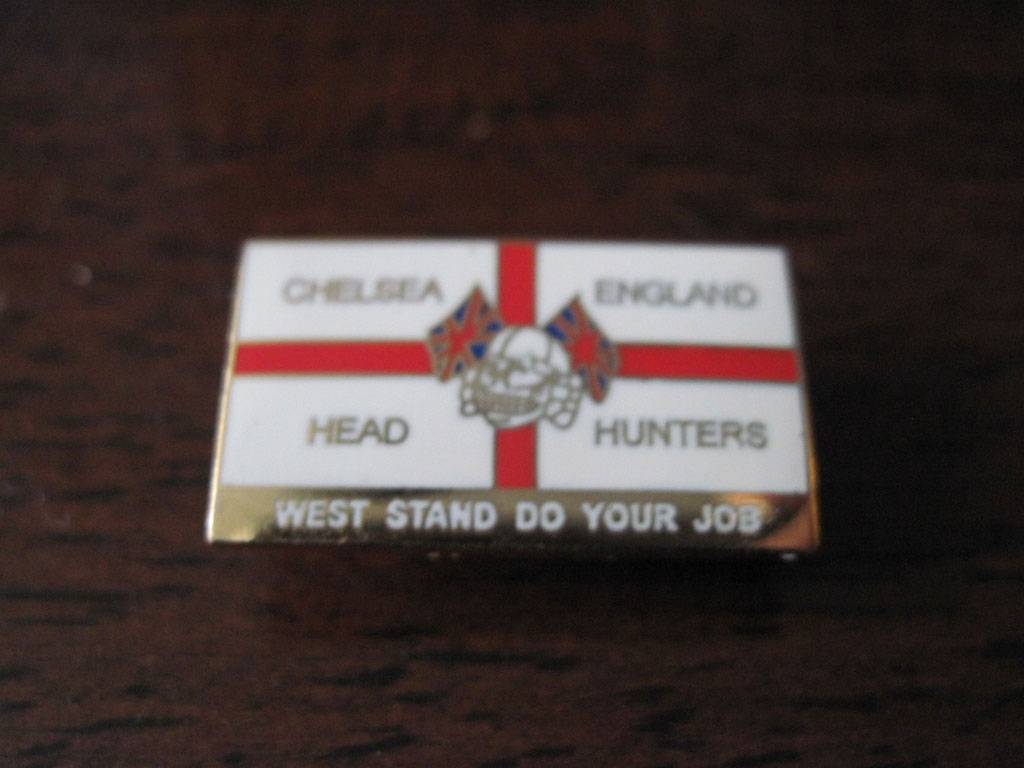 CHELSEA ENGLAND
HEAD HUNTERS
WEST STAND DO YOUR JOB